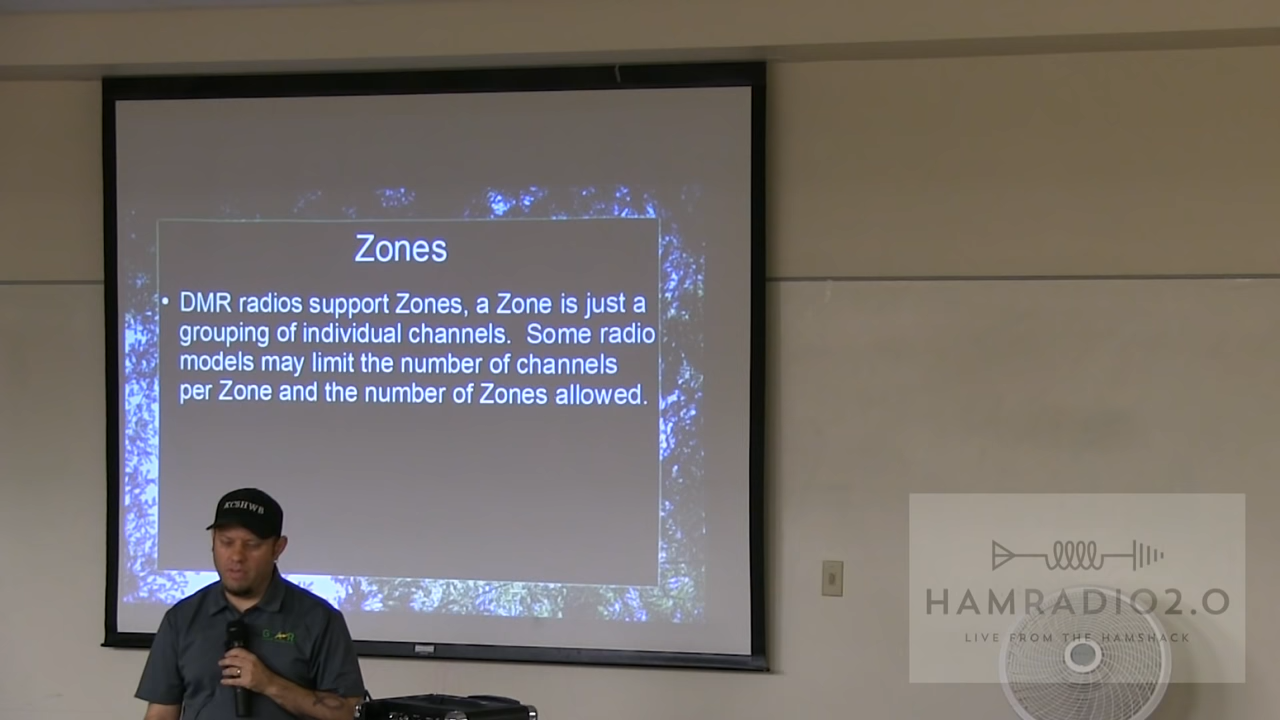 Zones
• DMR radios support Zones, a Zone is just a
grouping of individual channels.  Some radio
models may limit the number of channels
per Zone and the number of Zones allowed.
KC5HWB
HAMRADIO2.0
LIVE FROM THE HAMSHACK